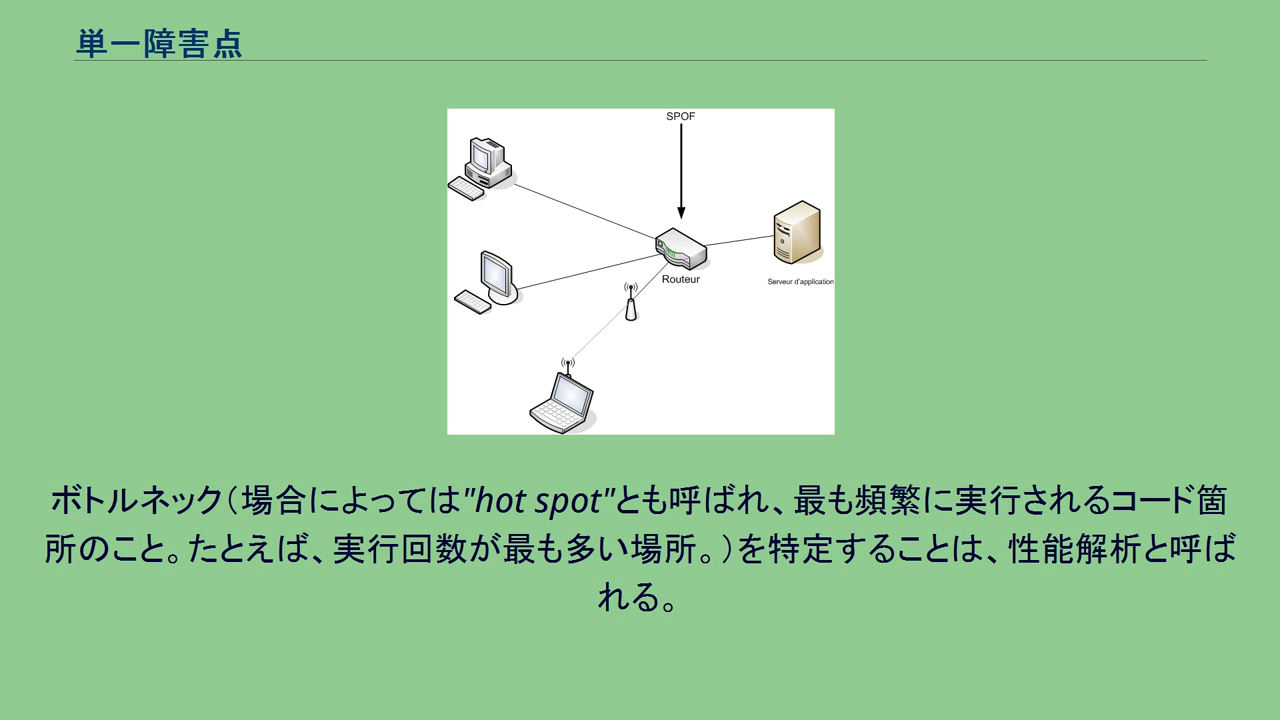 単一障害点
SPOF
Routeur
Serveur d'application
ボトルネック（場合によっては"hot spot"とも呼ばれ、最も頻繁に実行されるコード箇
所のこと。たとえば、実行回数が最も多い場所。）を特定することは、性能解析と呼ば
れる。